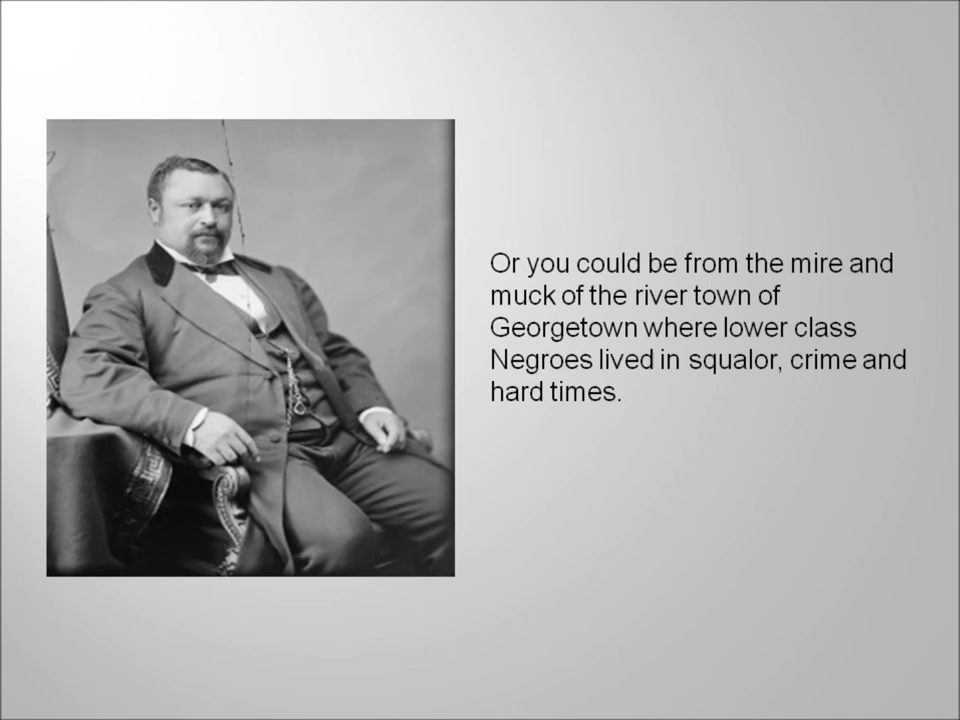 Or you could be from the mire and
muck of the river town of
Georgetown where lower class
Negroes lived in squalor, crime and
hard times.